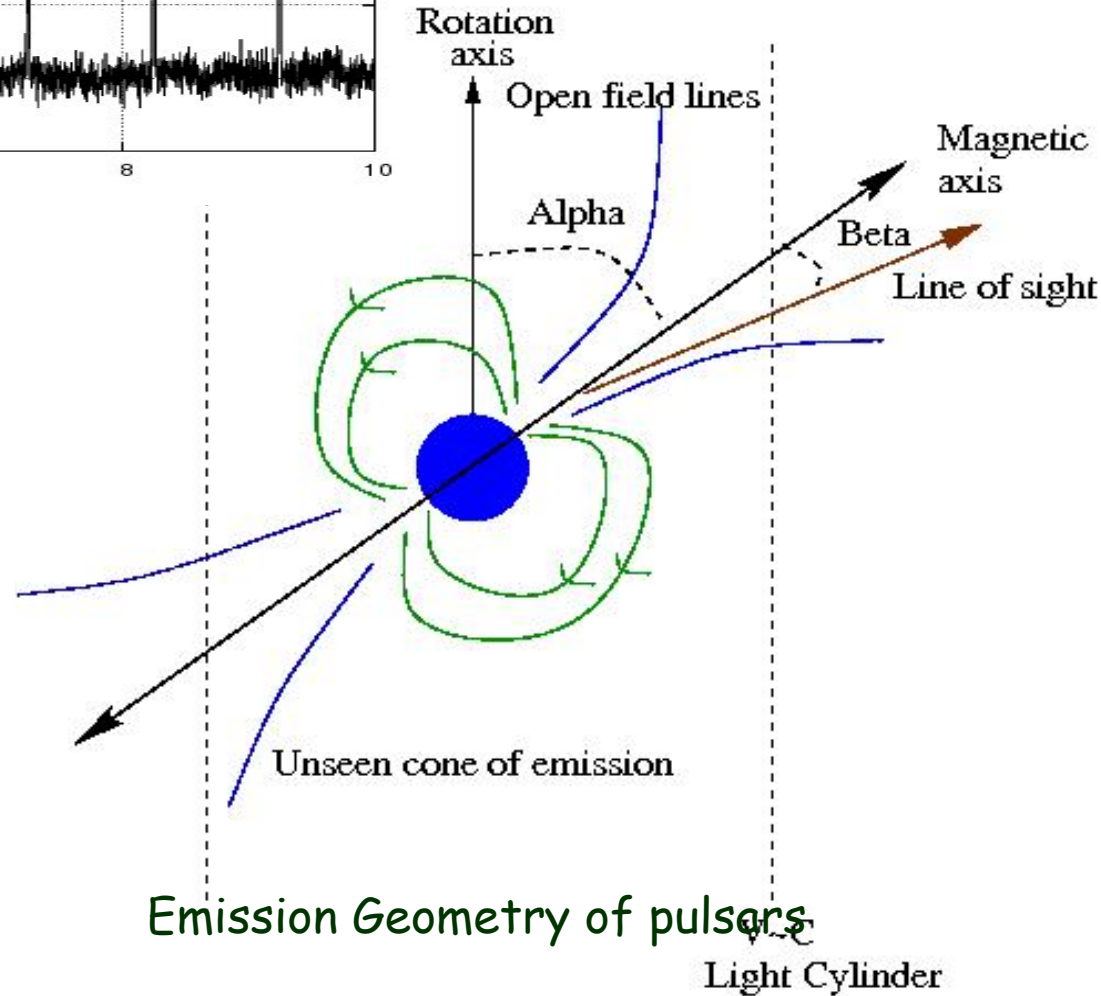 8
10
Rotation
axis
Open field lines
Magnetic
axis
Alpha
Beta
Line of sight
Unseen cone of emission
Emission Geometry of pulsars
V~C
Light Cylinder